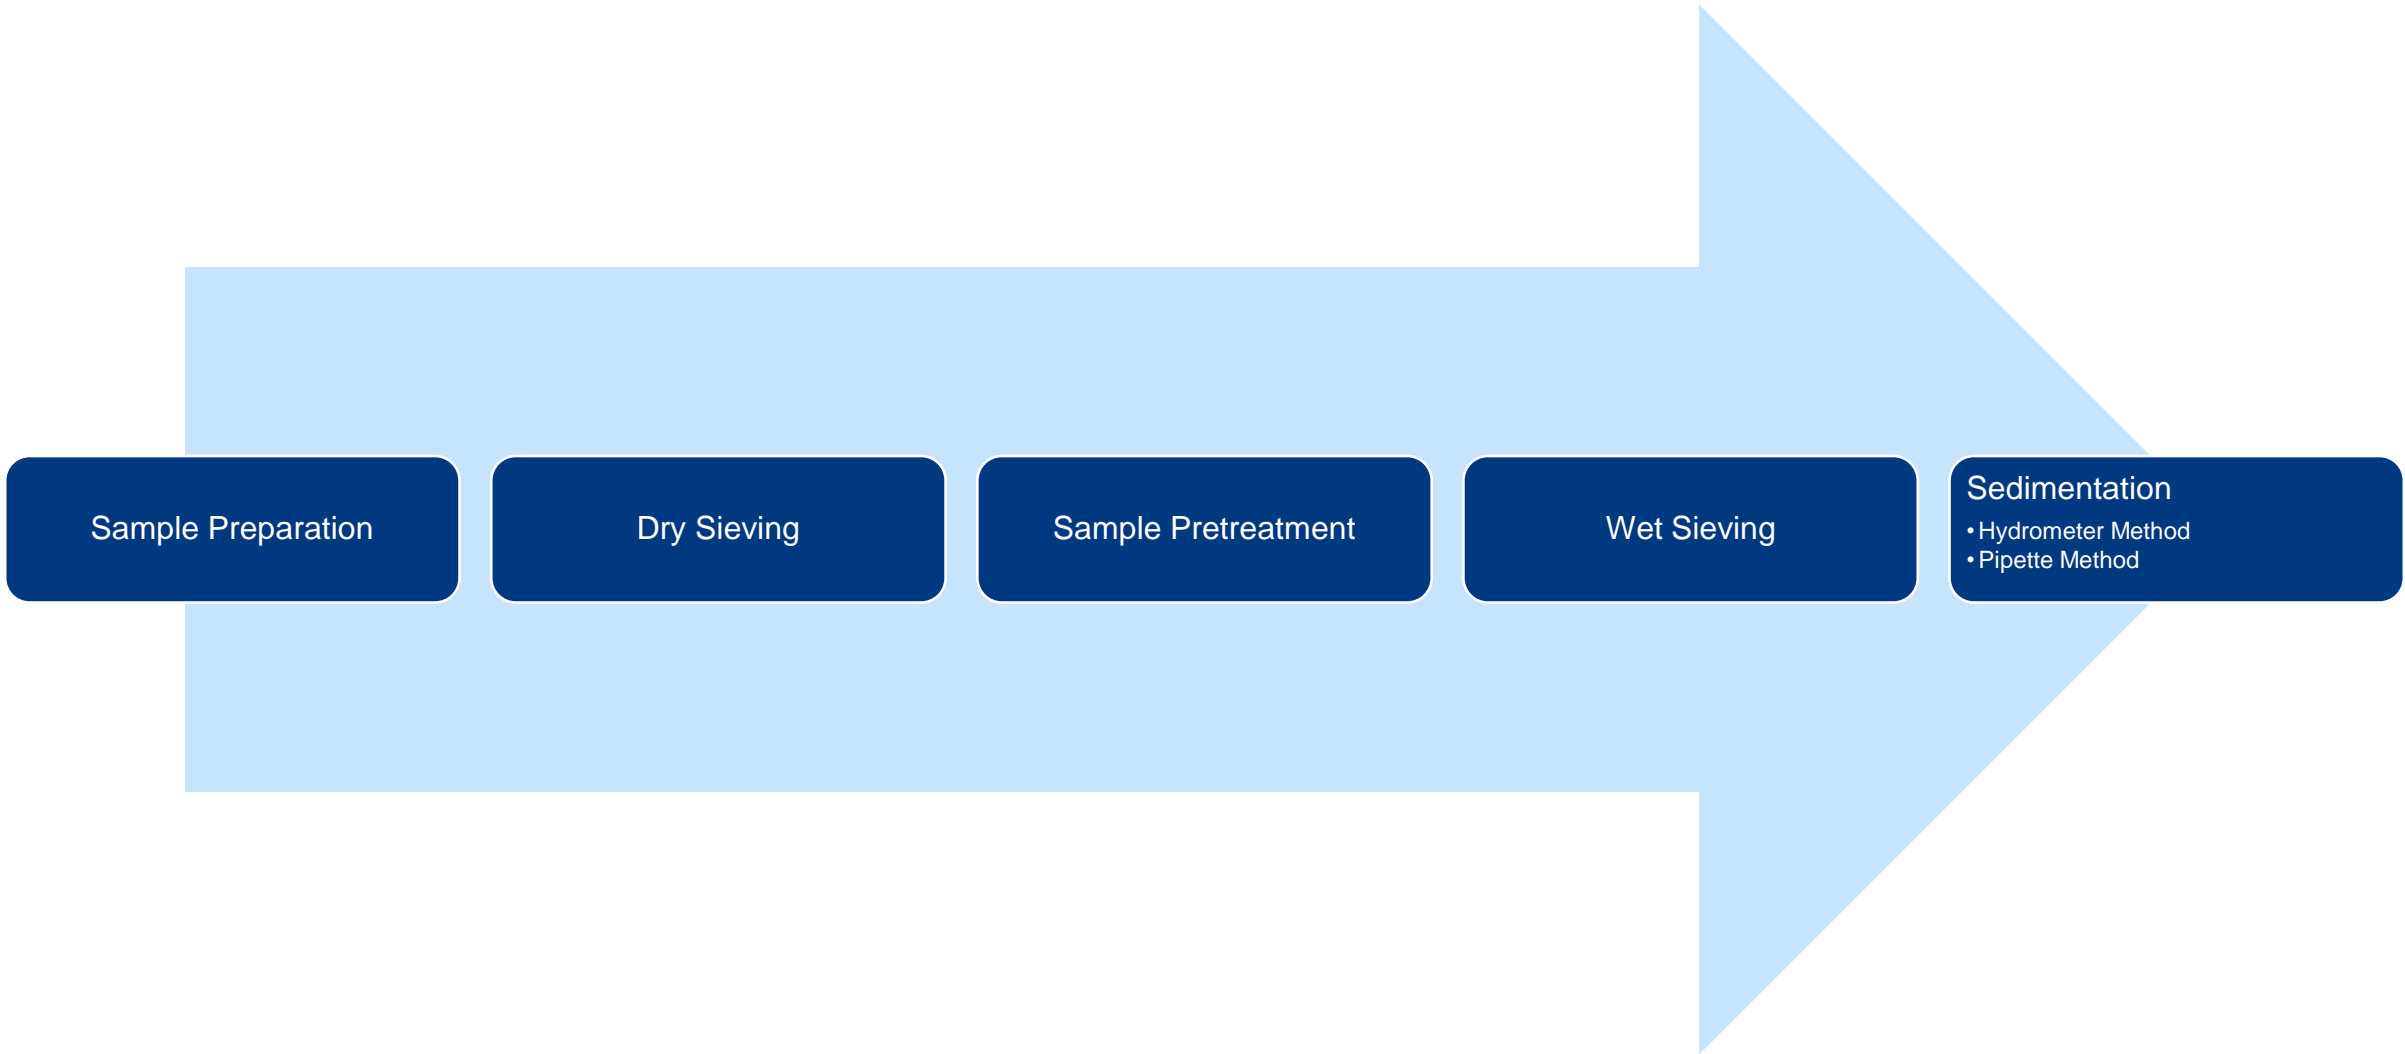 Sample Preparation
Dry Sieving
Sample Pretreatment
Wet Sieving
Sedimentation
• Hydrometer Method
• Pipette Method